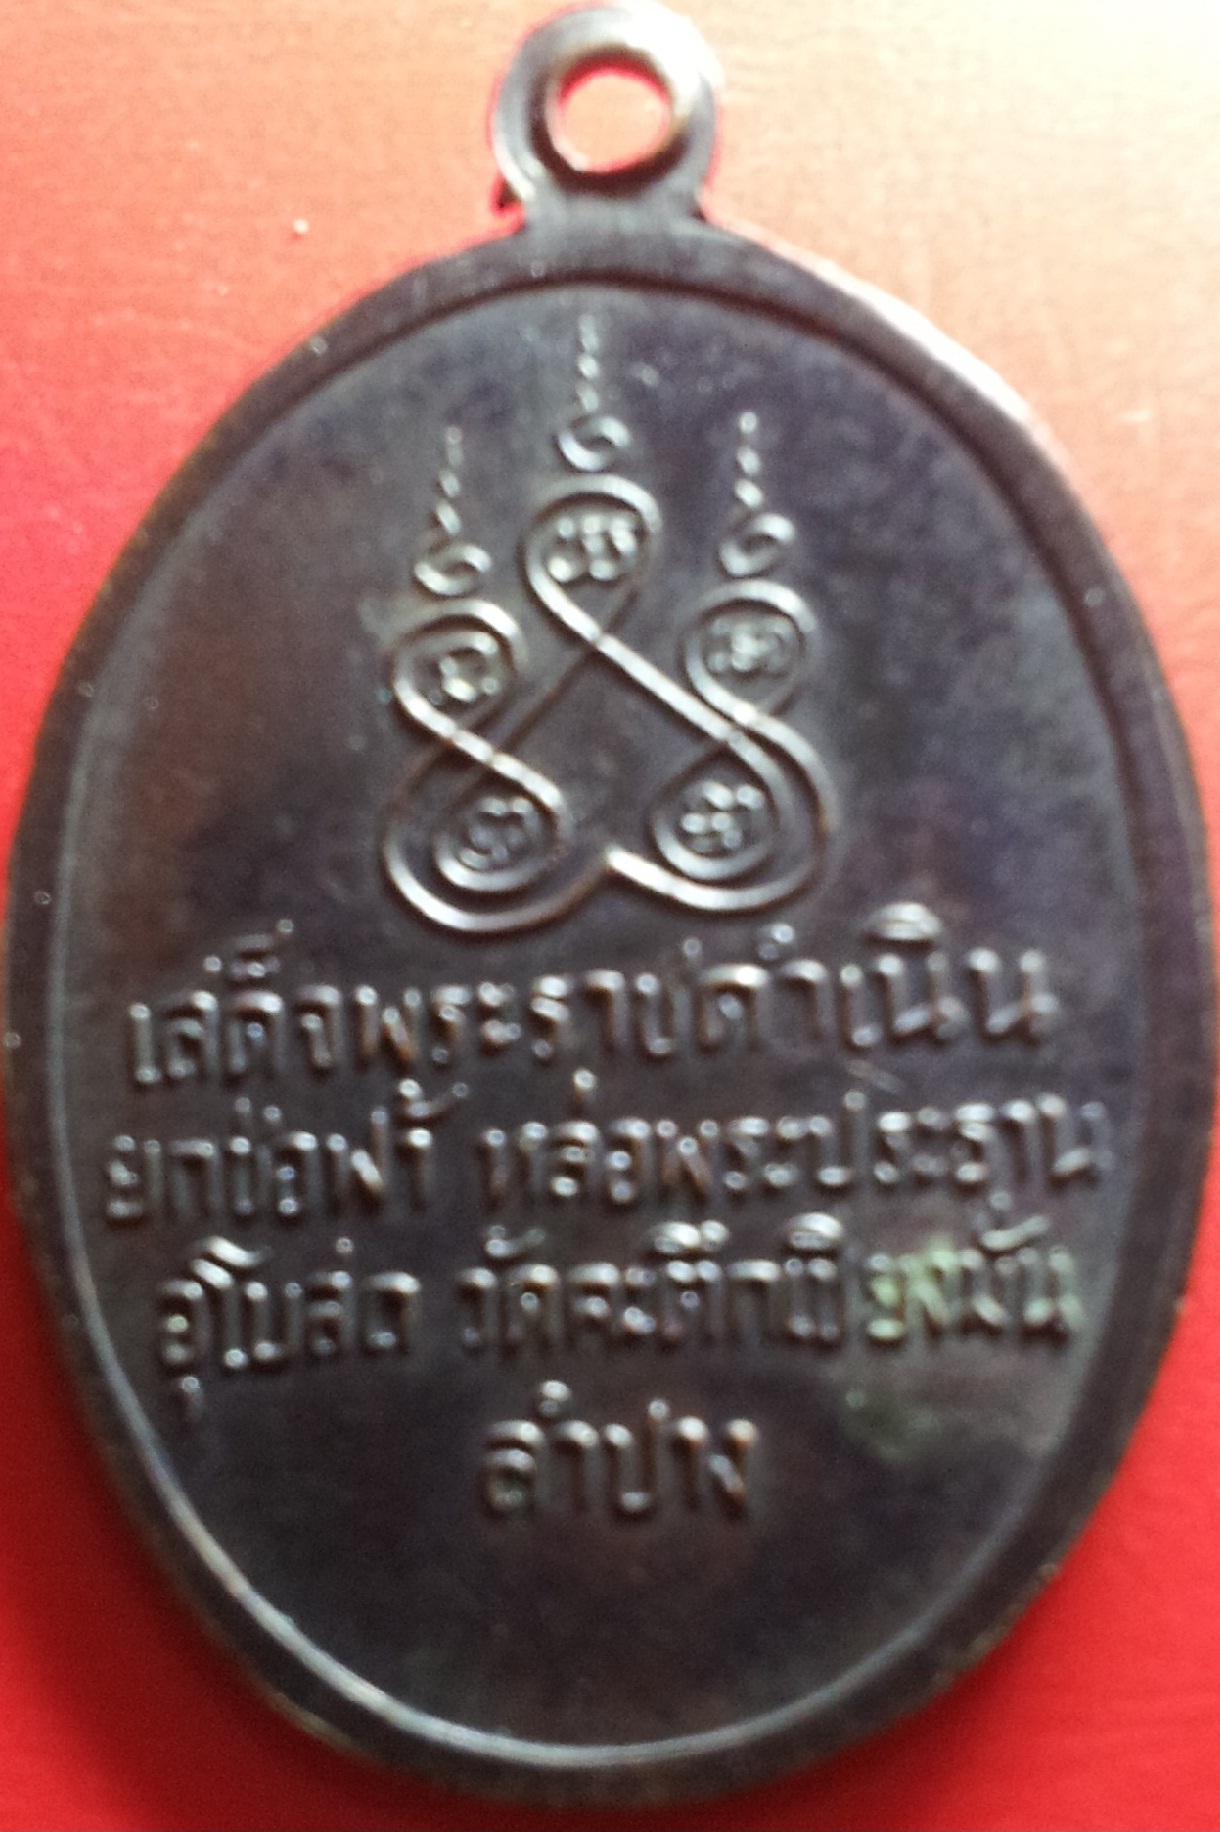 เสด็จพระราชดำเนิน
ยกช่อฟ้า หล่อพระประธาน
อุโบสถ วัดคะตึกเชียงมั่น
ลำปาง